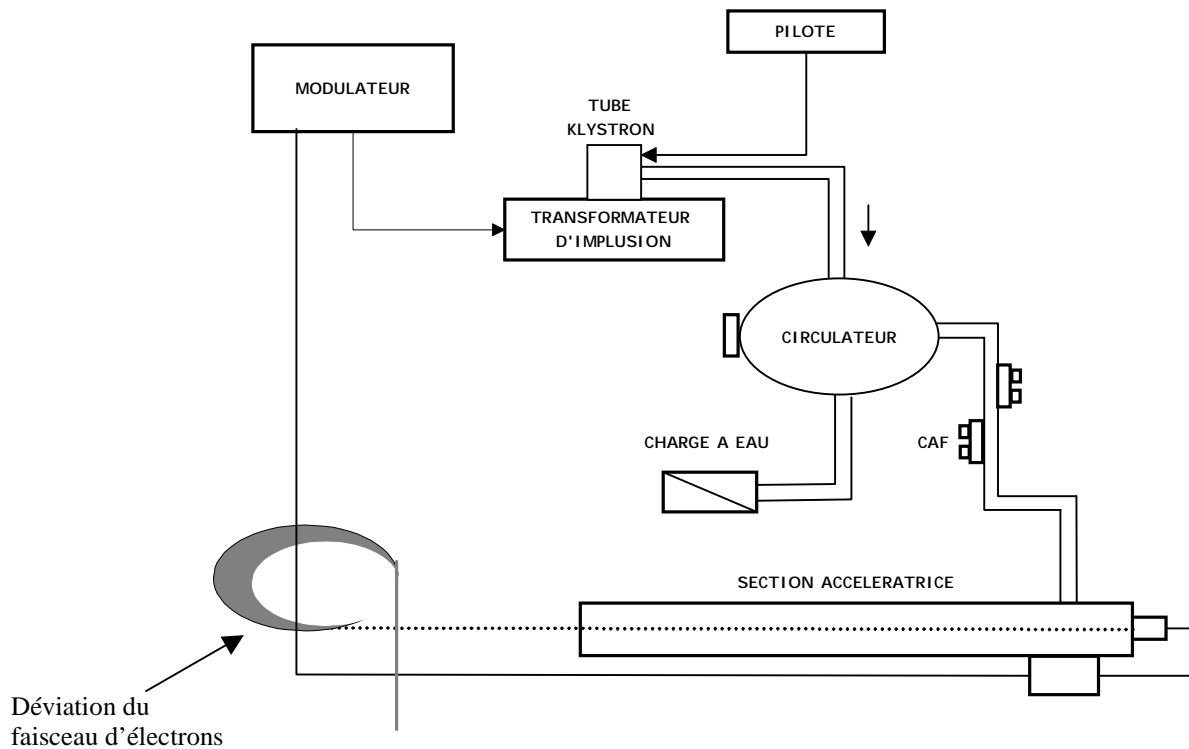 PILOTE
MODULATEUR
TUBE
KLYSTRON
TRANSFORMATEUR
D'IMPLUSION
CIRCULATEUR
CHARGE A EAU
CAF
SECTION ACCELERATRICE
Déviation du
faisceau d'électrons